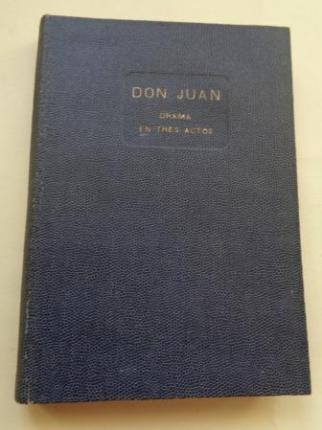 DON JUAN
DRAMA
EN TRES ACTOS